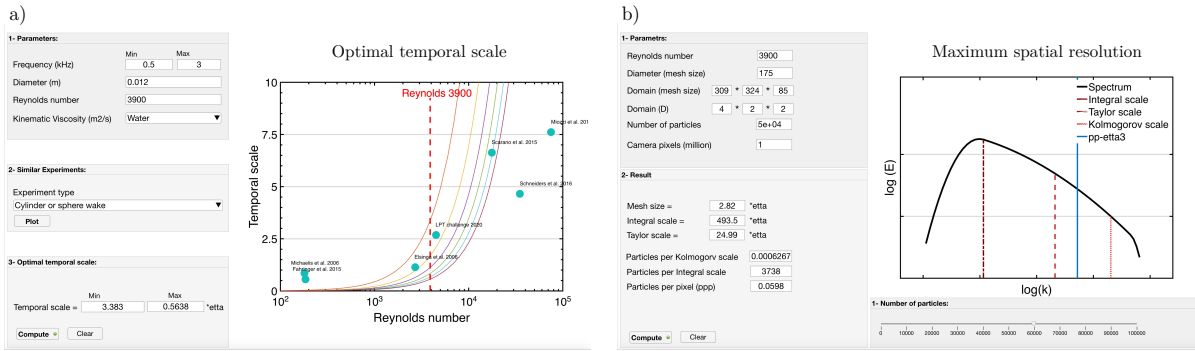 a)
1- Parameters:
Min Max
Frequency (kHz) 0.5 3
Diameter (m) 0.012
Reynolds number 3900
Kinematic Viscosity (m2/s) Water
2- Similar Experiments:
Experiment type
Cylinder or sphere wake
Plot
3- Optimal temporal scale:
Min Max
Temporal scale = 3.383 0.5638 *etta
Compute Clear
Optimal temporal scale
Reynolds 3900
10
7.5
5
2.5
0
Temporal scale
10² 10³ 10⁴ 10⁵
Reynolds number
201
Scarano et al. 2015
Schneiders et al. 2016
LPT challenge 2020
Elsinga et al. 2006
Michaelis et al. 2006
Fahringer et al. 2015
b)
1- Parametrs:
Reynolds number 3900
Diameter (mesh size) 175
Domain (mesh size) 309 * 324 * 85
Domain (D) 4 * 2 * 2
Number of particles 5e+04
Camera pixels (million) 1
2- Result
Mesh size = 2.82 *etta
Integral scale = 493.5 *etta
Taylor scale = 24.99 *etta
Particles per Kolmogorv scale 0.0006267
Particles per Integral scale 3738
Particles per pixel (ppp) 0.0598
Compute Clear
Maximum spatial resolution
Spectrum
Integral scale
Taylor scale
Kolmogorov scale
pp-etta3
log (E)
log(k)
1- Number of particles:
0 10000 20000 30000 40000 50000 60000 70000 80000 90000 100000